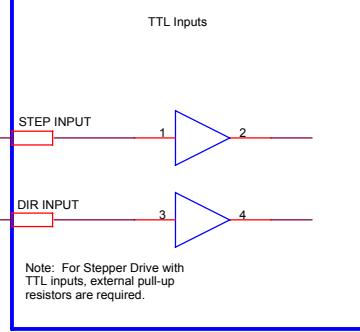 TTL Inputs
STEP INPUT
1 2
DIR INPUT
3 4
Note: For Stepper Drive with
TTL inputs, external pull-up
resistors are required.